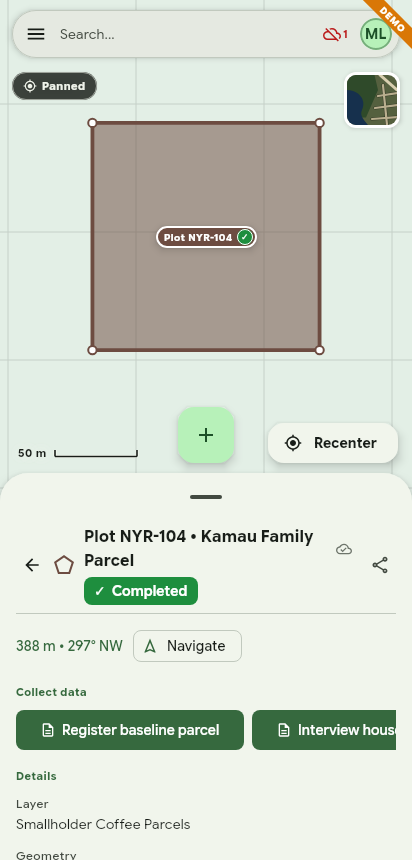 DEMO
Search...
1
ML
Panned
Plot NYR-104 ✓
50 m
+
Recenter
Plot NYR-104 • Kamau Family
Parcel
✓ Completed
388 m • 297° NW
Navigate
Collect data
Register baseline parcel
Interview hous
Details
Layer
Smallholder Coffee Parcels
Geometry